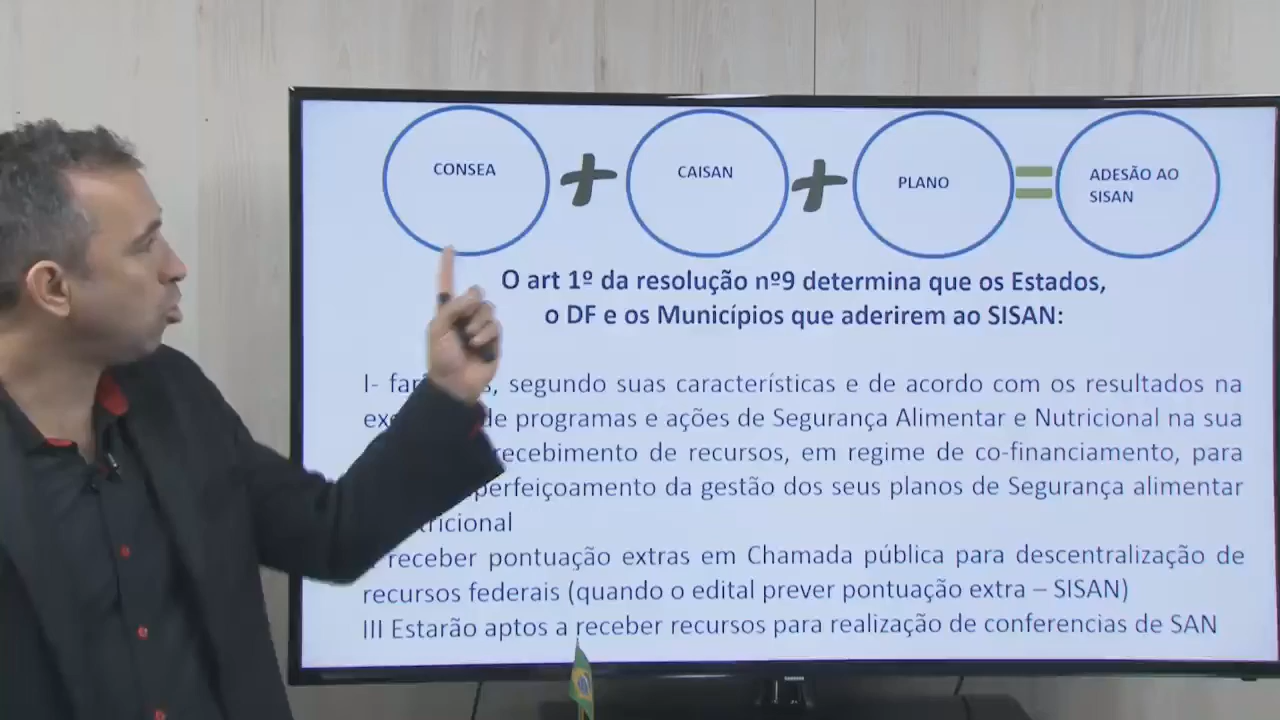 CONSEA
CAISAN
PLANO
ADESÃO AO
SISAN
O art 1º da resolução nº9 determina que os Estados,
o DF e os Municípios que aderirem ao SISAN:
I- segundo suas características e de acordo com os resultados na
de programas e ações de Segurança Alimentar e Nutricional na sua
recebimento de recursos, em regime de co-financiamento, para
perfeiçoamento da gestão dos seus planos de Segurança alimentar
tricional
receber pontuação extras em Chamada pública para descentralização de
recursos federais (quando o edital prever pontuação extra – SISAN)
III Estarão aptos a receber recursos para realização de conferencias de SAN